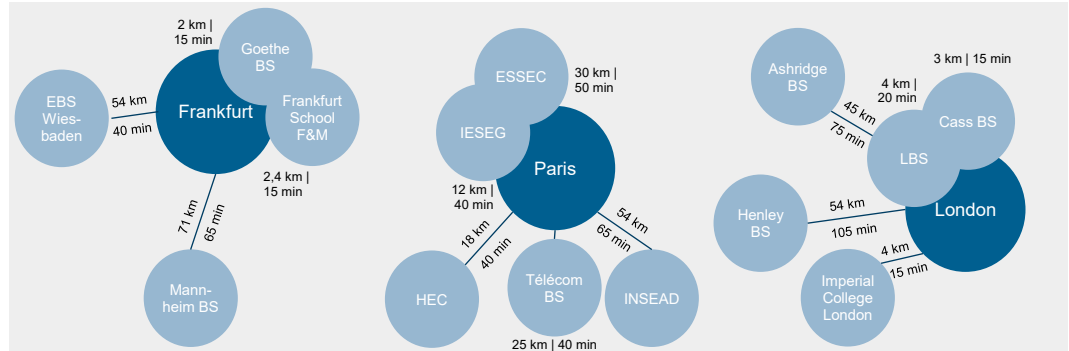 2 km |
15 min
Goethe
BS
EBS
Wies-
baden
54 km
40 min
Frankfurt
Frankfurt
School
F&M
2,4 km |
15 min
71 km
65 min
Mann-
heim BS
ESSEC
30 km |
50 min
IESEG
Paris
12 km |
40 min
18 km
40 min
54 km
65 min
HEC
Télécom
BS
INSEAD
25 km | 40 min
Ashridge
BS
3 km | 15 min
4 km |
20 min
Cass BS
45 km
75 min
LBS
London
Henley
BS
54 km
105 min
4 km
15 min
Imperial
College
London